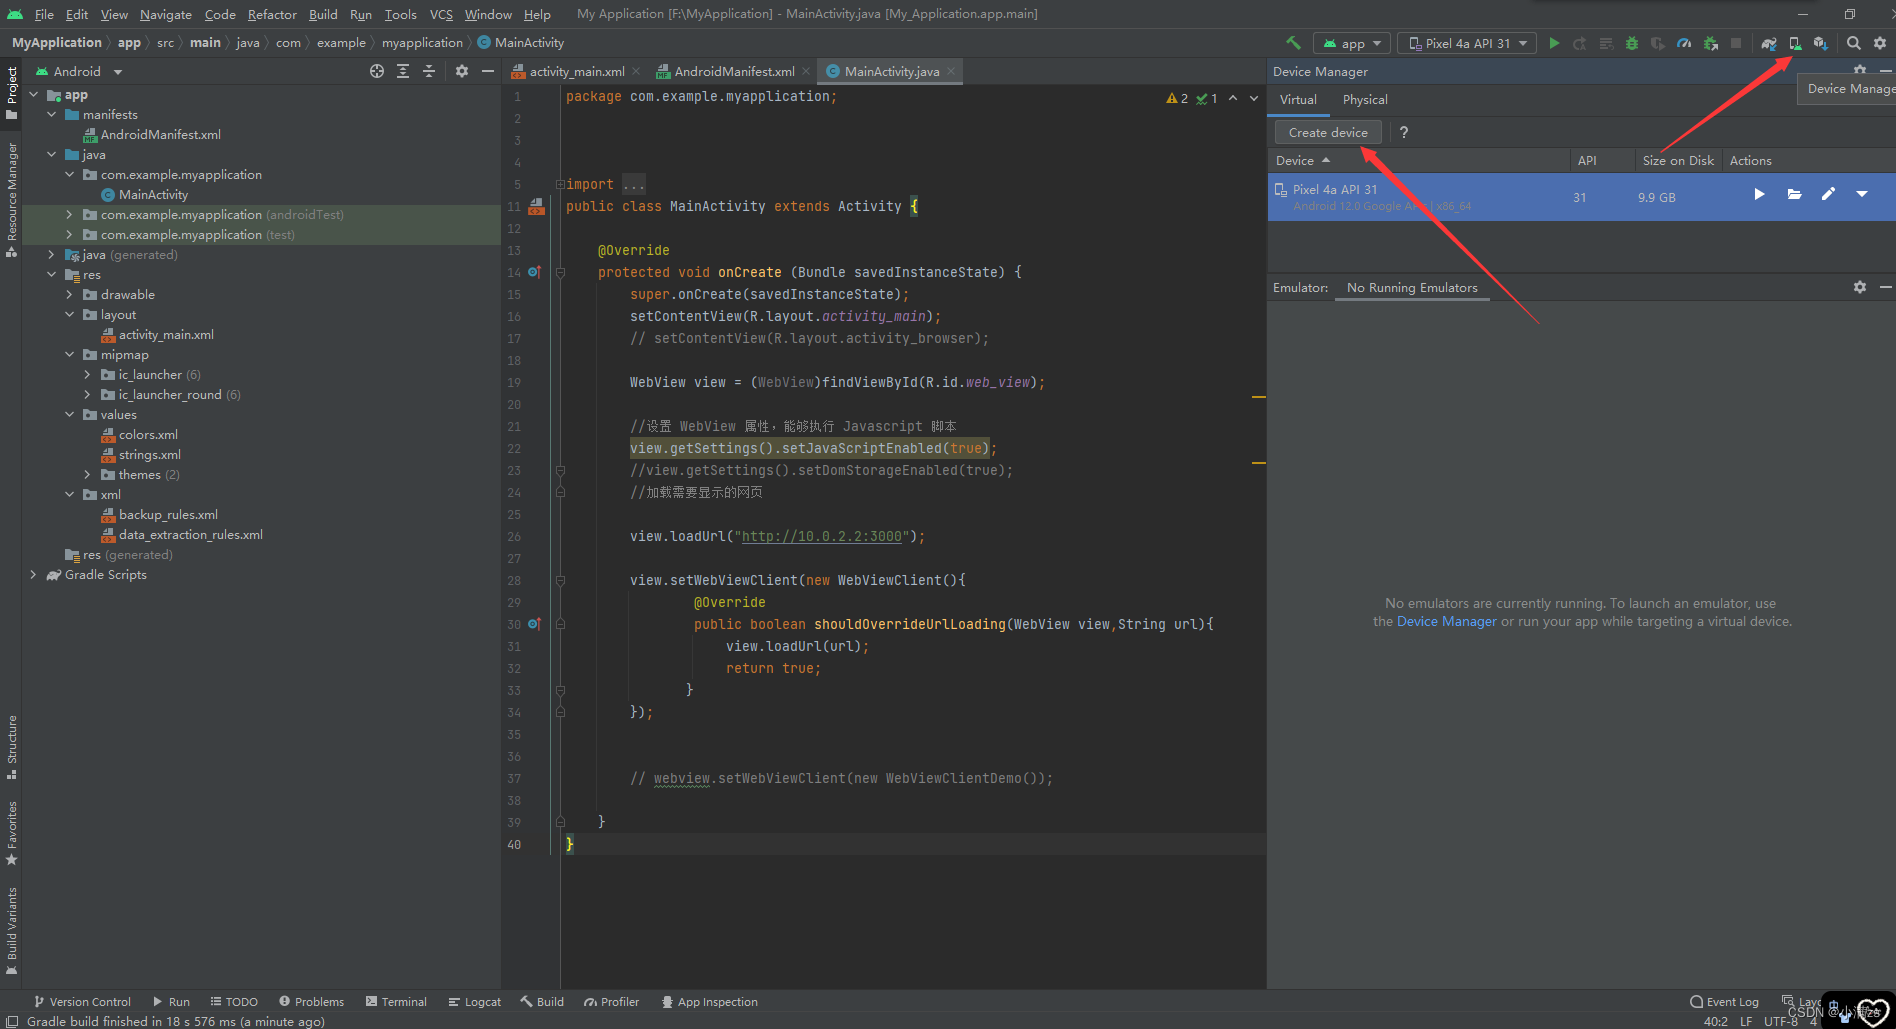 File Edit View Navigate Code Refactor Build Run Tools VCS Window Help My Application [F:\MyApplication] - MainActivity.java [My_Application.app.main]
MyApplication app src main java com example myapplication MainActivity
app Pixel 4a API 31
Project
Resource Manager
Structure
Favorites
Build Variants
Android
app
manifests
AndroidManifest.xml
java
com.example.myapplication
MainActivity
com.example.myapplication (androidTest)
com.example.myapplication (test)
java (generated)
res
drawable
layout
activity_main.xml
mipmap
ic_launcher (6)
ic_launcher_round (6)
values
colors.xml
strings.xml
themes (2)
xml
backup_rules.xml
data_extraction_rules.xml
res (generated)
Gradle Scripts
activity_main.xml AndroidManifest.xml MainActivity.java
2 1
1 package com.example.myapplication;
2
3
4
5 import ...
11 public class MainActivity extends Activity {
12
13 @Override
14 protected void onCreate (Bundle savedInstanceState) {
15 super.onCreate(savedInstanceState);
16 setContentView(R.layout.activity_main);
17 // setContentView(R.layout.activity_browser);
18
19 WebView view = (WebView)findViewById(R.id.web_view);
20
21 //设置 WebView 属性，能够执行 Javascript 脚本
22 view.getSettings().setJavaScriptEnabled(true);
23 //view.getSettings().setDomStorageEnabled(true);
24 //加载需要显示的网页
25
26 view.loadUrl("http://10.0.2.2:3000");
27
28 view.setWebViewClient(new WebViewClient(){
29 @Override
30 public boolean shouldOverrideUrlLoading(WebView view,String url){
31 view.loadUrl(url);
32 return true;
33 }
34 });
35
36
37 // webview.setWebViewClient(new WebViewClientDemo());
38
39 }
40 }
Device Manager
Device Manage
Virtual Physical
Create device ?
Device API Size on Disk Actions
Pixel 4a API 31 31 9.9 GB
Android 12.0 Google APIs | x86_64
Emulator: No Running Emulators
No emulators are currently running. To launch an emulator, use
the Device Manager or run your app while targeting a virtual device.
Version Control Run TODO Problems Terminal Logcat Build Profiler App Inspection Event Log Layo
Gradle build finished in 18 s 576 ms (a minute ago) 40:2 LF UTF-8 4
CSDN @小满